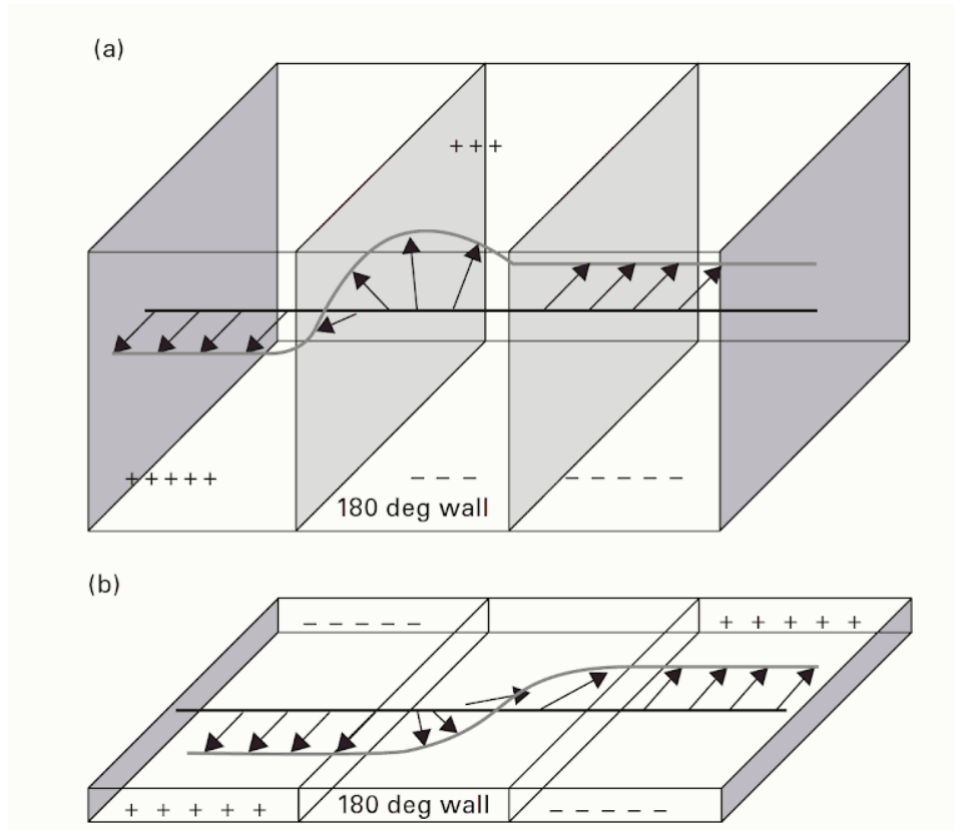 (a)
+ + +
+ + + + +
– – –
– – – – –
180 deg wall
(b)
– – – – –
+ + + + +
+ + + + +
180 deg wall
– – – – –